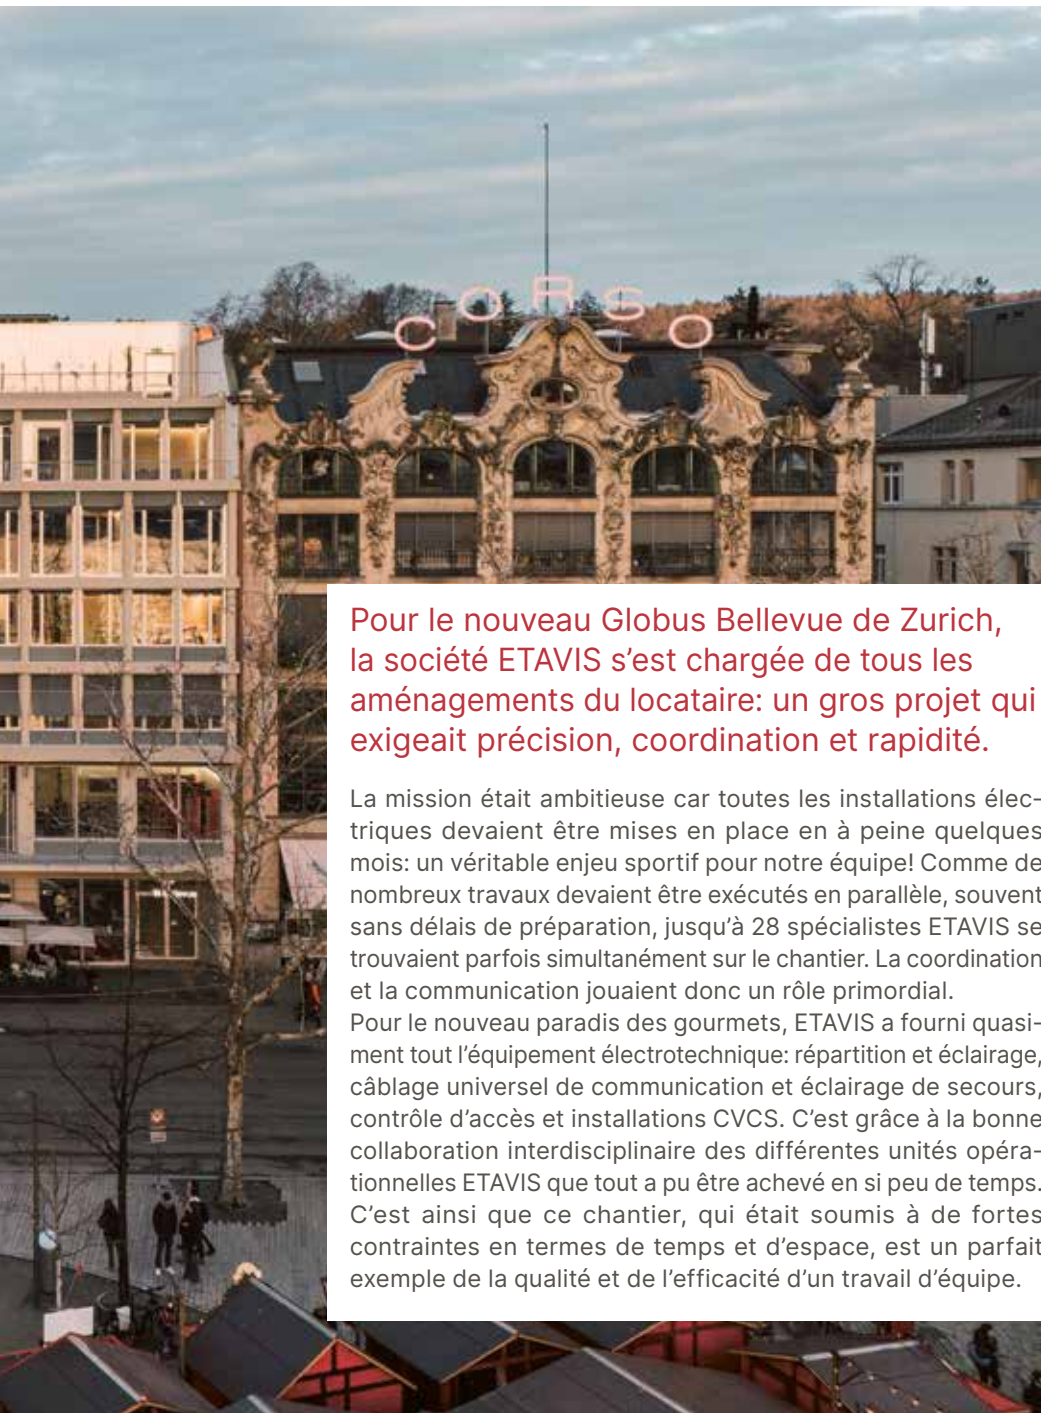 CORSO
Pour le nouveau Globus Bellevue de Zurich,
la société ETAVIS s’est chargée de tous les
aménagements du locataire: un gros projet qui
exigeait précision, coordination et rapidité.
La mission était ambitieuse car toutes les installations élec-
triques devaient être mises en place en à peine quelques
mois: un véritable enjeu sportif pour notre équipe! Comme de
nombreux travaux devaient être exécutés en parallèle, souvent
sans délais de préparation, jusqu’à 28 spécialistes ETAVIS se
trouvaient parfois simultanément sur le chantier. La coordination
et la communication jouaient donc un rôle primordial.
Pour le nouveau paradis des gourmets, ETAVIS a fourni quasi-
ment tout l’équipement électrotechnique: répartition et éclairage,
câblage universel de communication et éclairage de secours,
contrôle d’accès et installations CVCS. C’est grâce à la bonne
collaboration interdisciplinaire des différentes unités opéra-
tionnelles ETAVIS que tout a pu être achevé en si peu de temps.
C’est ainsi que ce chantier, qui était soumis à de fortes
contraintes en termes de temps et d’espace, est un parfait
exemple de la qualité et de l’efficacité d’un travail d’équipe.